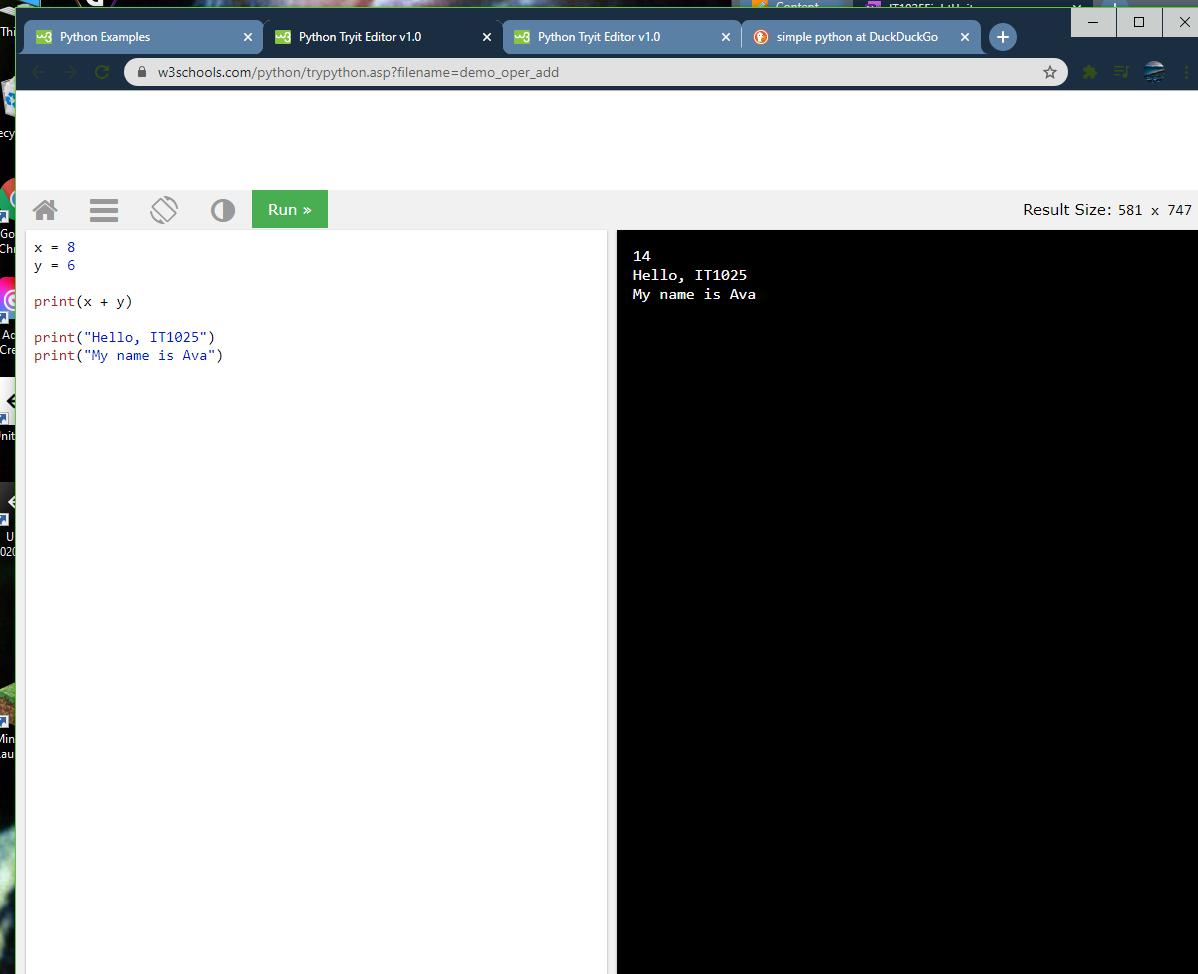 Content
Python Examples
Python Tryit Editor v1.0
Python Tryit Editor v1.0
simple python at DuckDuckGo
w3schools.com/python/trypython.asp?filename=demo_oper_add
Run »
Result Size: 581 x 747
x = 8
y = 6
print(x + y)
print("Hello, IT1025")
print("My name is Ava")
14
Hello, IT1025
My name is Ava